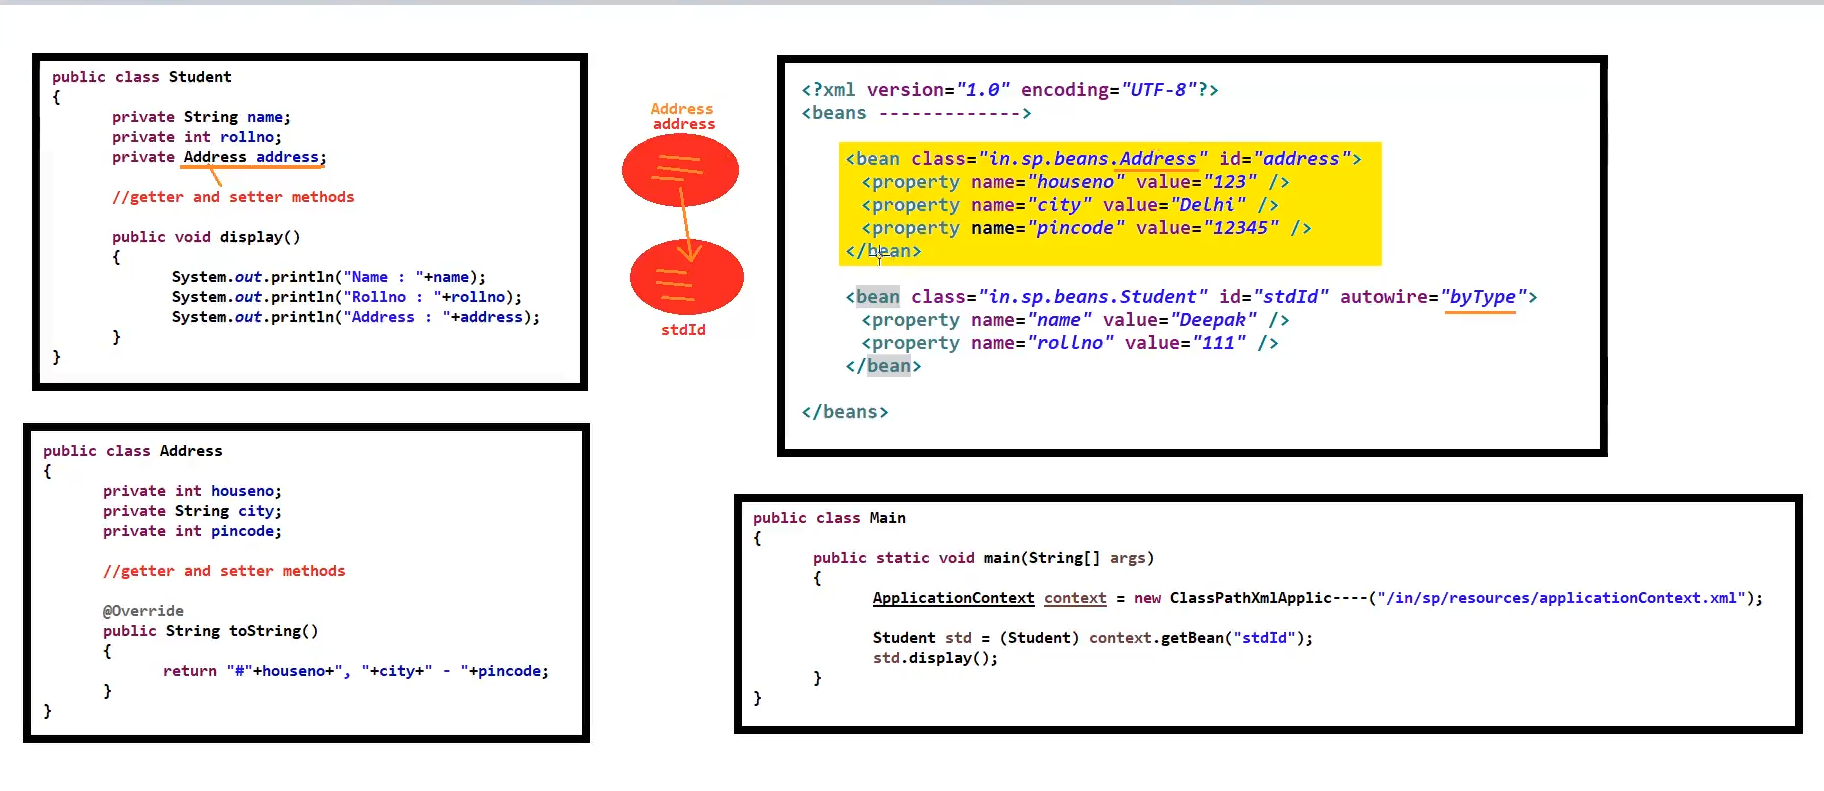 public class Student
{
private String name;
private int rollno;
private Address address;
//getter and setter methods
public void display()
{
System.out.println("Name : "+name);
System.out.println("Rollno : "+rollno);
System.out.println("Address : "+address);
}
}
Address
address
stdId
<?xml version="1.0" encoding="UTF-8"?>
<beans ------------->
<bean class="in.sp.beans.Address" id="address">
<property name="houseno" value="123" />
<property name="city" value="Delhi" />
<property name="pincode" value="12345" />
</bean>
<bean class="in.sp.beans.Student" id="stdId" autowire="byType">
<property name="name" value="Deepak" />
<property name="rollno" value="111" />
</bean>
</beans>
public class Address
{
private int houseno;
private String city;
private int pincode;
//getter and setter methods
@Override
public String toString()
{
return "#"+houseno+", "+city+" - "+pincode;
}
}
public class Main
{
public static void main(String[] args)
{
ApplicationContext context = new ClassPathXmlApplic----("/in/sp/resources/applicationContext.xml");
Student std = (Student) context.getBean("stdId");
std.display();
}
}